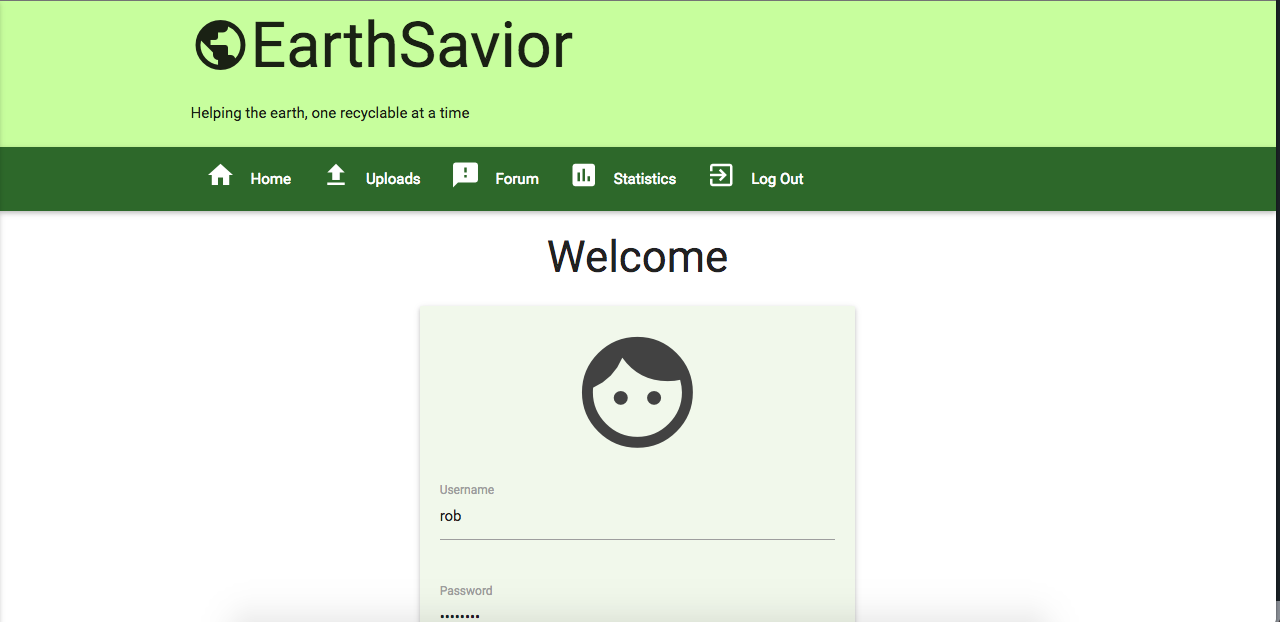 EarthSavior
Helping the earth, one recyclable at a time
Home Uploads Forum Statistics Log Out
Welcome
Username
rob
Password
••••••••